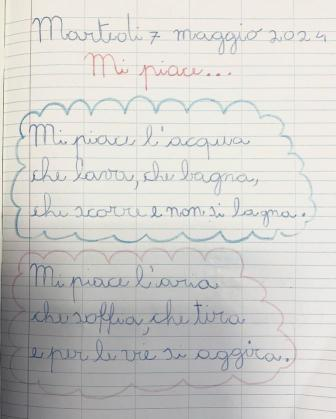 Martedì 7 maggio 2024
Mi piace...
Mi piace l'acqua
che lava, che bagna,
che scorre e non si lagna.
Mi piace l'aria
che soffia, che tira
e per le vie si aggira.